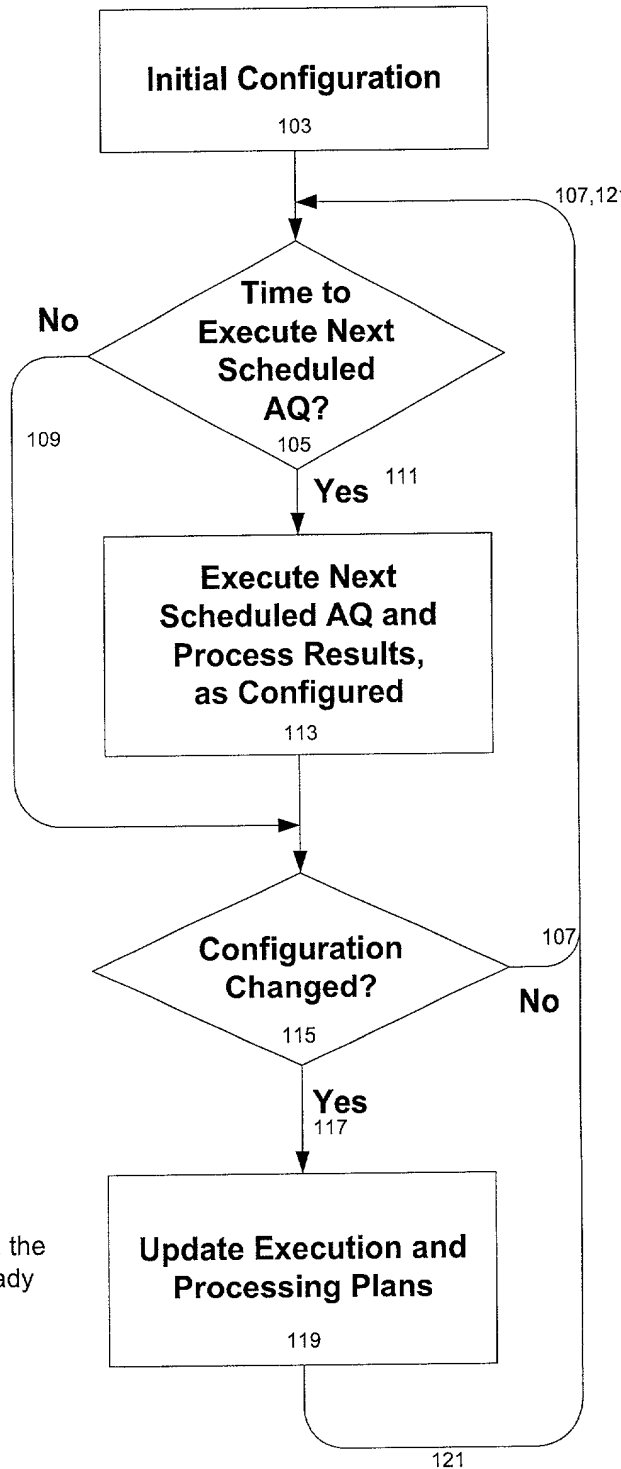 Initial Configuration
103
107,121
Time to
Execute Next
Scheduled
AQ?
105
No
109
Yes 111
Execute Next
Scheduled AQ and
Process Results,
as Configured
113
Configuration
Changed?
115
107
No
Yes
117
the
Update Execution and
Processing Plans
119
121